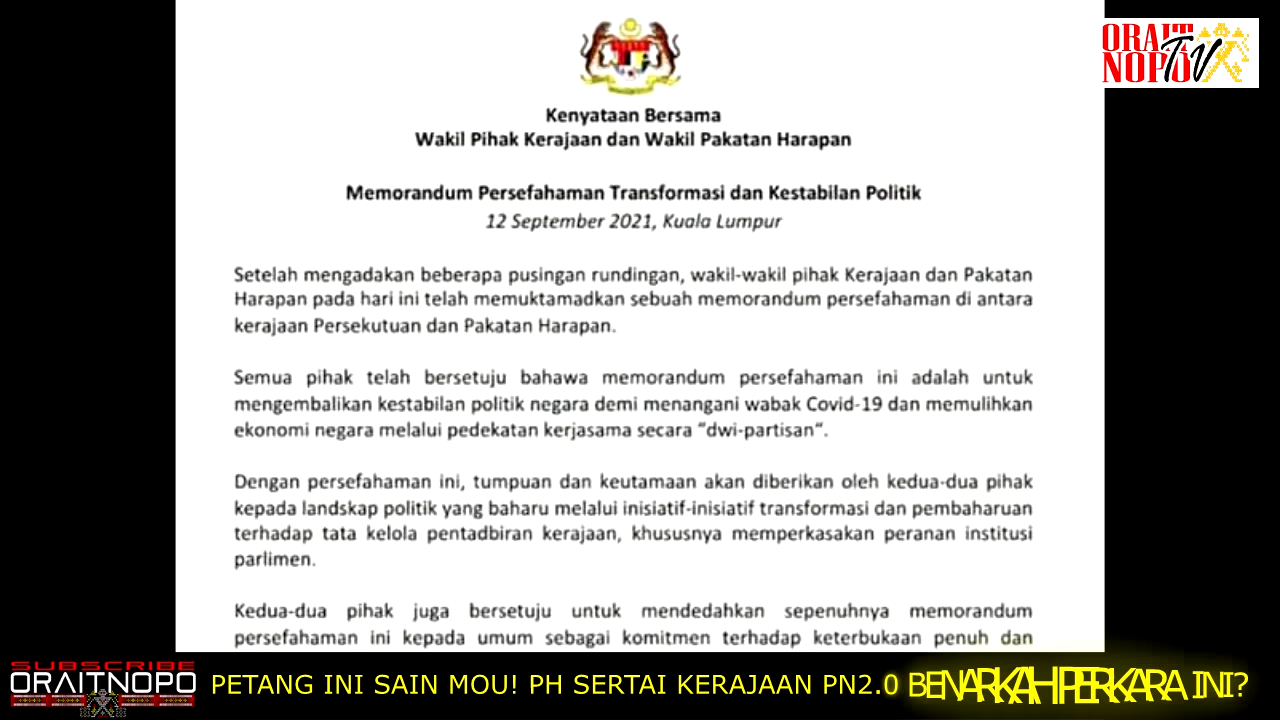 ORAIT
NOPO TV
Kenyataan Bersama
Wakil Pihak Kerajaan dan Wakil Pakatan Harapan
Memorandum Persefahaman Transformasi dan Kestabilan Politik
12 September 2021, Kuala Lumpur
Setelah mengadakan beberapa pusingan rundingan, wakil-wakil pihak Kerajaan dan Pakatan
Harapan pada hari ini telah memuktamadkan sebuah memorandum persefahaman di antara
kerajaan Persekutuan dan Pakatan Harapan.
Semua pihak telah bersetuju bahawa memorandum persefahaman ini adalah untuk
mengembalikan kestabilan politik negara demi menangani wabak Covid-19 dan memulihkan
ekonomi negara melalui pedekatan kerjasama secara “dwi-partisan“.
Dengan persefahaman ini, tumpuan dan keutamaan akan diberikan oleh kedua-dua pihak
kepada landskap politik yang baharu melalui inisiatif-inisiatif transformasi dan pembaharuan
terhadap tata kelola pentadbiran kerajaan, khususnya memperkasakan peranan institusi
parlimen.
Kedua-dua pihak juga bersetuju untuk mendedahkan sepenuhnya memorandum
persefahaman ini kepada umum sebagai komitmen terhadap keterbukaan penuh dan
SUBSCRIBE
ORAITNOPO
PETANG INI SAIN MOU! PH SERTAI KERAJAAN PN2.0 BENARKAH PERKARA INI?